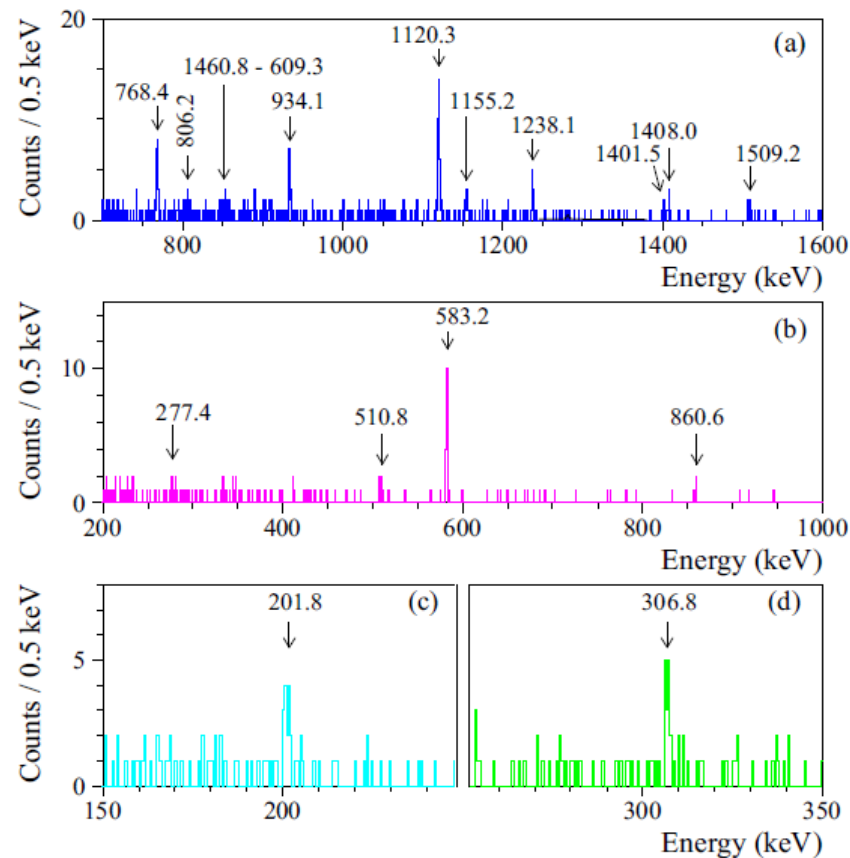 Counts / 0.5 keV
20
10
0
(a)
768.4
806.2
1460.8 - 609.3
934.1
1120.3
1155.2
1238.1
1401.5
1408.0
1509.2
800 1000 1200 1400 1600
Energy (keV)
Counts / 0.5 keV
10
0
(b)
277.4
510.8
583.2
860.6
200 400 600 800 1000
Energy (keV)
Counts / 0.5 keV
5
0
201.8
(c)
306.8
(d)
150 200 300 350
Energy (keV)